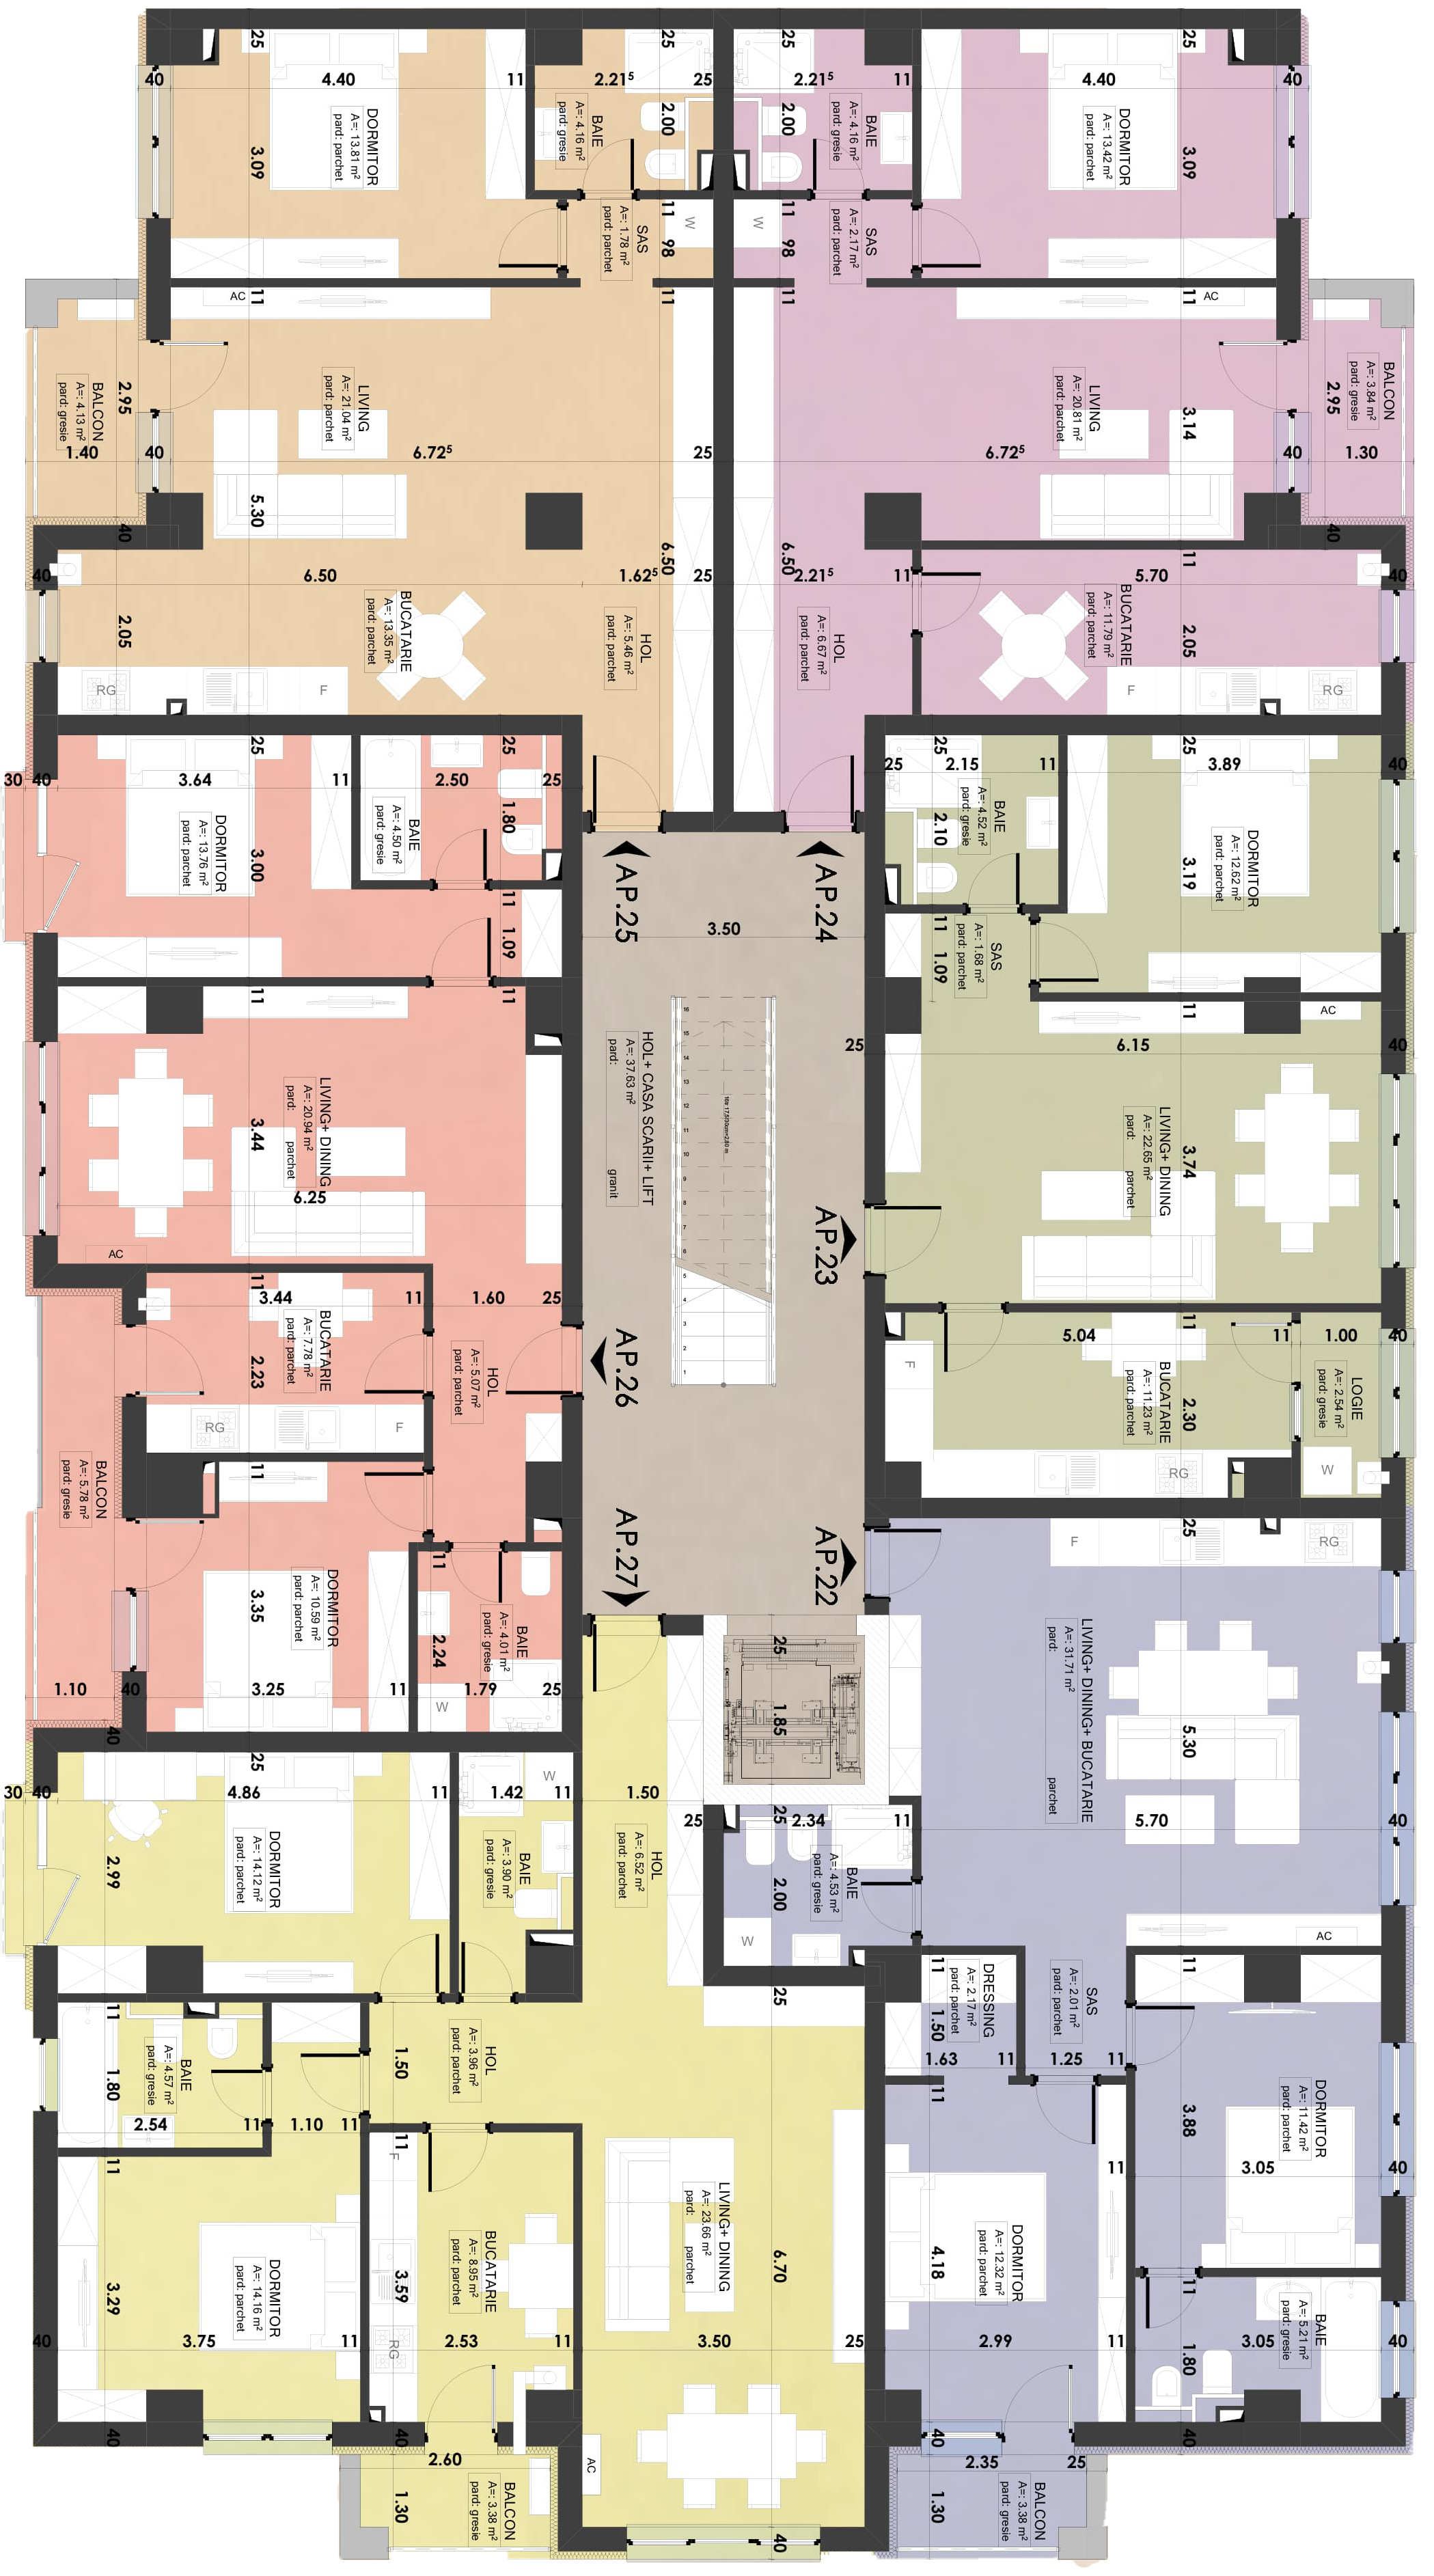 DORMITOR
A=: 13.81 m²
pard: parchet
4.40
3.09
25
40
11
BAIE
A=: 4.16 m²
pard: gresie
2.21⁵
25
25
2.00
SAS
A=: 1.78 m²
pard: parchet
11
98
W
LIVING
A=: 21.04 m²
pard: parchet
AC
11
11
6.72⁵
5.30
25
BALCON
A=: 4.13 m²
pard: gresie
2.95
1.40
40
40
BUCATARIE
A=: 13.35 m²
pard: parchet
6.50
2.05
40
RG
F
HOL
A=: 5.46 m²
pard: parchet
1.62⁵
6.50
25
AP.25
BAIE
A=: 4.16 m²
pard: gresie
2.21⁵
25
2.00
11
DORMITOR
A=: 13.42 m²
pard: parchet
4.40
3.09
25
40
SAS
A=: 2.17 m²
pard: parchet
11
98
W
LIVING
A=: 20.81 m²
pard: parchet
AC
11
11
6.72⁵
3.14
BALCON
A=: 3.84 m²
pard: gresie
2.95
1.30
40
40
HOL
A=: 6.67 m²
pard: parchet
6.50
2.21⁵
11
BUCATARIE
A=: 11.79 m²
pard: parchet
5.70
2.05
11
40
F
RG
AP.24
DORMITOR
A=: 13.76 m²
pard: parchet
30
40
3.64
3.00
25
11
BAIE
A=: 4.50 m²
pard: gresie
2.50
1.80
25
25
11
1.09
LIVING+ DINING
A=: 20.94 m²
pard: parchet
11
11
3.44
6.25
AC
BUCATARIE
A=: 7.78 m²
pard: parchet
11
3.44
11
2.23
RG
F
HOL
A=: 5.07 m²
pard: parchet
1.60
25
AP.26
BALCON
A=: 5.78 m²
pard: gresie
1.10
40
40
DORMITOR
A=: 10.59 m²
pard: parchet
11
3.35
3.25
11
BAIE
A=: 4.01 m²
pard: gresie
11
2.24
1.79
25
W
HOL+ CASA SCARII+ LIFT
A=: 37.63 m²
pard: granit
3.50
16
15
14
13
12
11
10
9
8
7
6
5
4
3
2
1
25
1.85
25
BAIE
A=: 4.52 m²
pard: gresie
25
25
2.15
2.10
11
DORMITOR
A=: 12.62 m²
pard: parchet
25
3.89
3.19
40
SAS
A=: 1.68 m²
pard: parchet
11
1.09
LIVING+ DINING
A=: 22.65 m²
pard: parchet
AC
11
25
6.15
3.74
40
AP.23
BUCATARIE
A=: 11.23 m²
pard: parchet
11
5.04
2.30
11
F
RG
LOGIE
A=: 2.54 m²
pard: gresie
1.00
40
W
AP.22
LIVING+ DINING+ BUCATARIE
A=: 31.71 m²
pard: parchet
25
F
RG
5.30
5.70
40
AC
BAIE
A=: 4.53 m²
pard: gresie
25
2.34
11
2.00
W
25
DRESSING
A=: 2.17 m²
pard: parchet
11
1.50
1.63
11
11
SAS
A=: 2.01 m²
pard: parchet
1.25
11
DORMITOR
A=: 11.42 m²
pard: parchet
11
3.88
3.05
40
DORMITOR
A=: 12.32 m²
pard: parchet
11
4.18
2.99
11
BAIE
A=: 5.21 m²
pard: gresie
11
1.80
3.05
40
40
BALCON
A=: 3.38 m²
pard: gresie
40
2.35
25
1.30
AP.27
DORMITOR
A=: 14.12 m²
pard: parchet
30
40
25
4.86
11
2.99
BAIE
A=: 3.90 m²
pard: gresie
1.42
11
W
HOL
A=: 6.52 m²
pard: parchet
1.50
BAIE
A=: 4.57 m²
pard: gresie
11
1.80
2.54
11
1.10
11
HOL
A=: 3.96 m²
pard: parchet
1.50
DORMITOR
A=: 14.16 m²
pard: parchet
11
3.29
40
3.75
11
40
BUCATARIE
A=: 8.95 m²
pard: parchet
11
F
RG
3.59
2.53
11
40
LIVING+ DINING
A=: 23.66 m²
pard: parchet
6.70
3.50
25
AC
40
BALCON
A=: 3.38 m²
pard: gresie
2.60
1.30